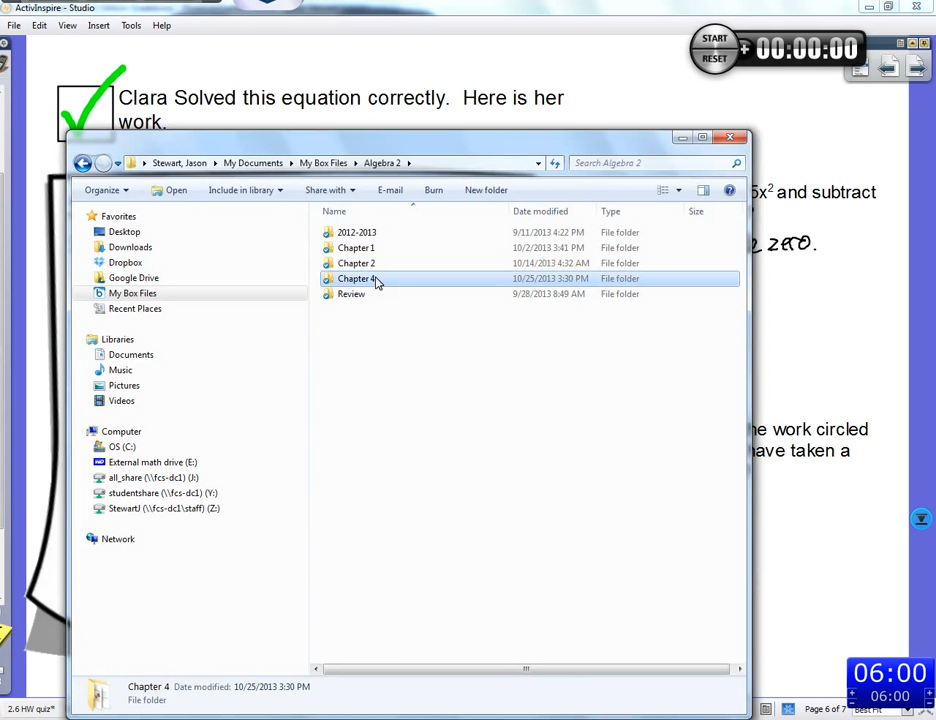 ActivInspire - Studio
File Edit View Insert Tools Help
START
RESET
+ 00:00:00
Clara Solved this equation correctly. Here is her
work.
Stewart, Jason My Documents My Box Files Algebra 2
Search Algebra 2
Organize Open Include in library Share with E-mail Burn New folder
5x² and subtract
zero.
Name Date modified Type Size
2012-2013 9/11/2013 4:22 PM File folder
Chapter 1 10/2/2013 3:41 PM File folder
Chapter 2 10/14/2013 4:32 AM File folder
Chapter 4 10/25/2013 3:30 PM File folder
Review 9/28/2013 8:49 AM File folder
Favorites
Desktop
Downloads
Dropbox
Google Drive
My Box Files
Recent Places
Libraries
Documents
Music
Pictures
Videos
Computer
OS (C:)
External math drive (E:)
all_share (\\fcs-dc1) (J:)
studentshare (\\fcs-dc1) (Y:)
StewartJ (\\fcs-dc1\staff) (Z:)
Network
he work circled
have taken a
Chapter 4 Date modified: 10/25/2013 3:30 PM
File folder
06:00
06:00
2.6 HW quiz*
Page 6 of 7
Best Fit